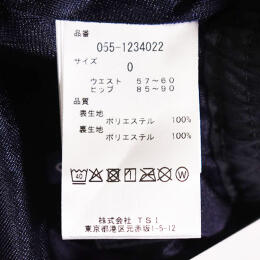 品番
055-1234022
サイズ
0
ウエスト 57～60
ヒップ 85～90
品質
表生地
ポリエステル 100%
裏生地
ポリエステル 100%
40 P W
株式会社 TSI
東京都港区元赤坂1-5-12